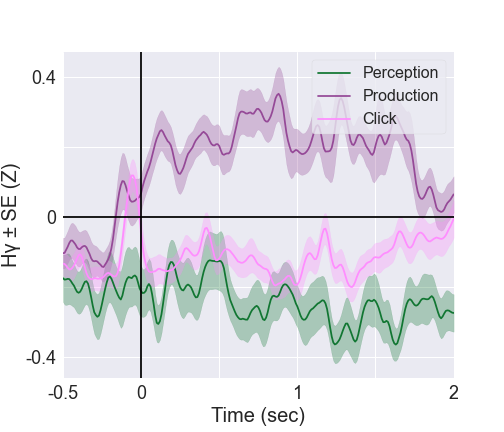 Perception
Production
Click
0.4
0
-0.4
Hγ ± SE (Z)
-0.5
0
1
2
Time (sec)